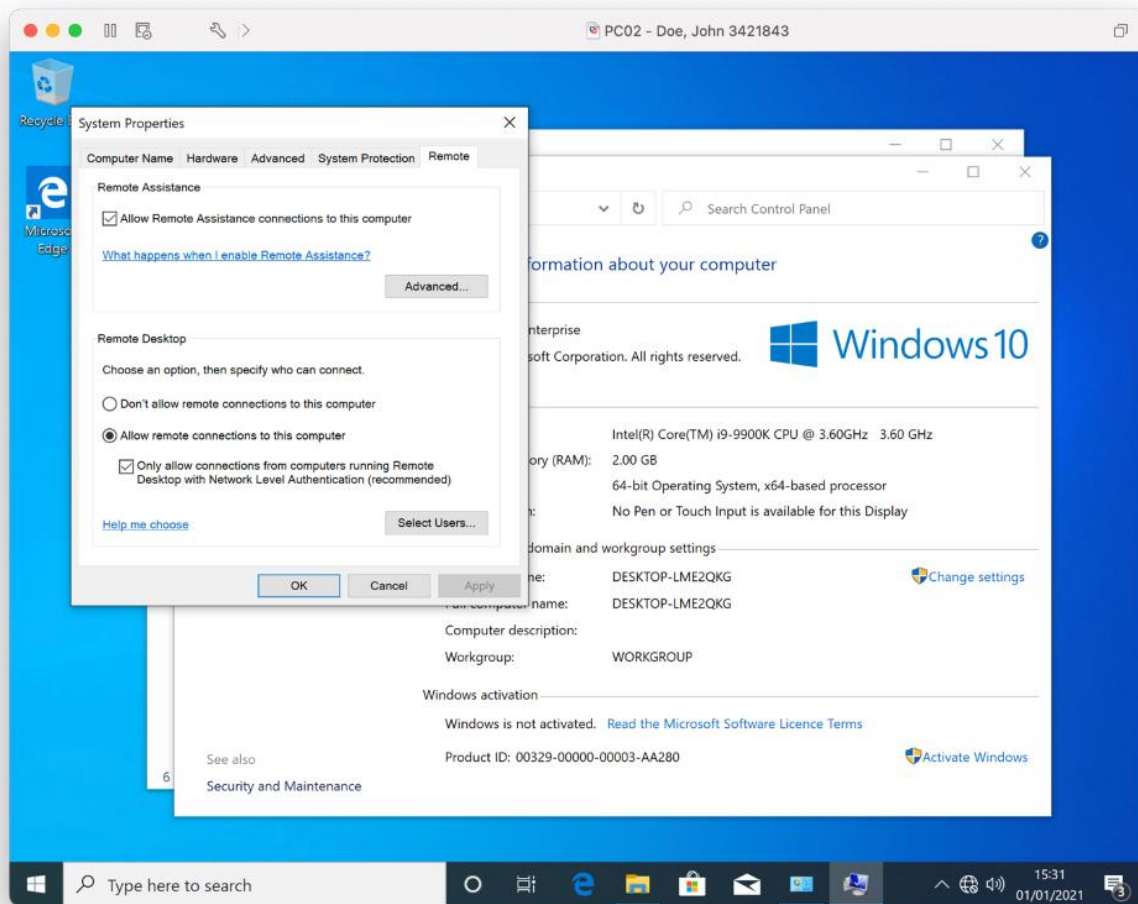 PC02 - Doe, John 3421843
Recycle
Microso
Edge
System Properties
Computer Name Hardware Advanced System Protection Remote
Remote Assistance
Allow Remote Assistance connections to this computer
What happens when I enable Remote Assistance?
Advanced...
Remote Desktop
Choose an option, then specify who can connect.
Don't allow remote connections to this computer
Allow remote connections to this computer
Only allow connections from computers running Remote
Desktop with Network Level Authentication (recommended)
Help me choose
Select Users...
OK Cancel Apply
Search Control Panel
formation about your computer
nterprise
soft Corporation. All rights reserved.
Windows 10
Intel(R) Core(TM) i9-9900K CPU @ 3.60GHz 3.60 GHz
ory (RAM): 2.00 GB
64-bit Operating System, x64-based processor
No Pen or Touch Input is available for this Display
domain and workgroup settings
ne: DESKTOP-LME2QKG
Change settings
Full computer name: DESKTOP-LME2QKG
Computer description:
Workgroup: WORKGROUP
Windows activation
Windows is not activated. Read the Microsoft Software Licence Terms
Product ID: 00329-00000-00003-AA280
Activate Windows
See also
Security and Maintenance
6
Type here to search
15:31
01/01/2021
3